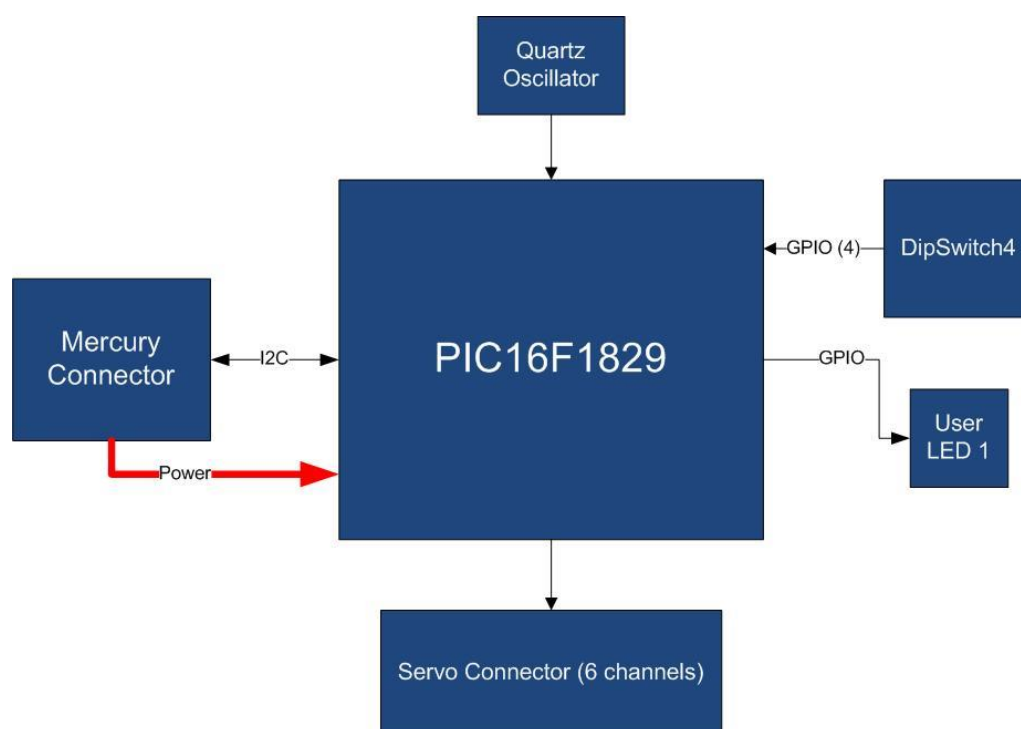 Quartz
Oscillator
GPIO (4)
DipSwitch4
Mercury
Connector
I2C
PIC16F1829
GPIO
User
LED 1
Power
Servo Connector (6 channels)